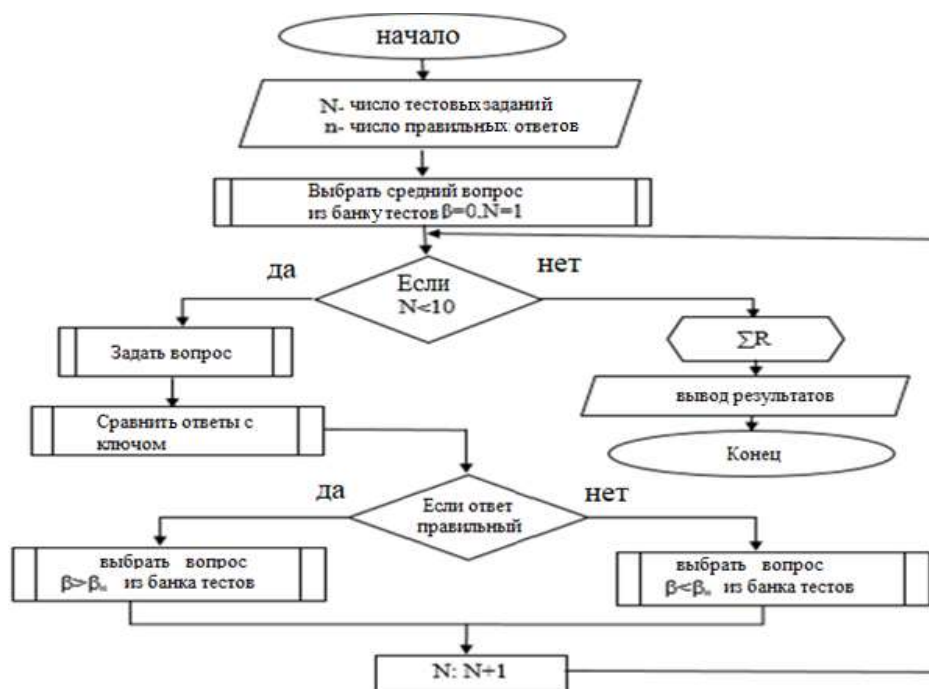 начало
N- число тестовых заданий
n- число правильных ответов
Выбрать средний вопрос
из банку тестов β=0.N=1
да
нет
Если
N<10
Задать вопрос
∑R
Сравнить ответы с
ключом
вывод результатов
Конец
да
нет
Если ответ
правильный
выбрать вопрос
β>βₙ из банка тестов
выбрать вопрос
β<βₙ из банка тестов
N: N+1